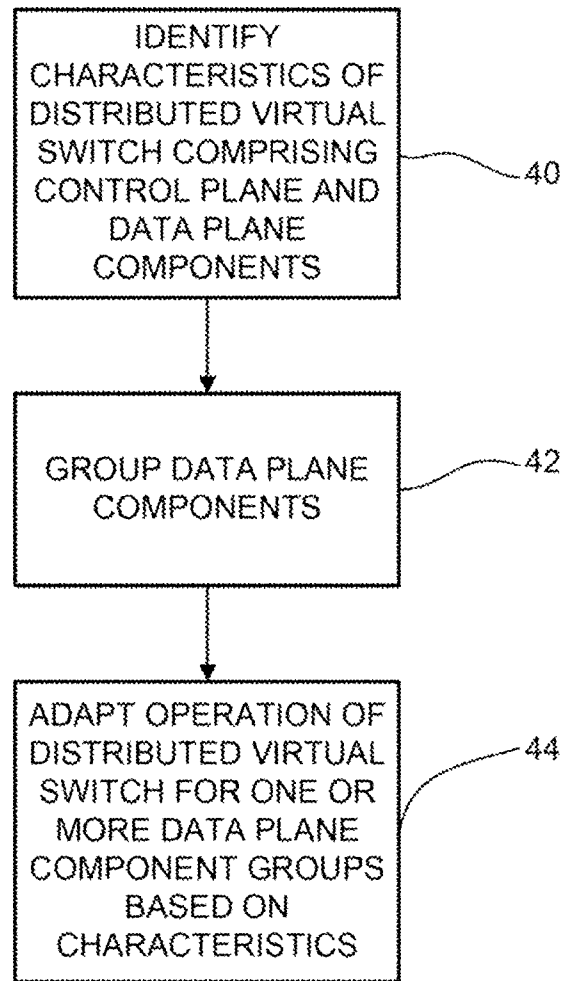 IDENTIFY
CHARACTERISTICS OF
DISTRIBUTED VIRTUAL
SWITCH COMPRISING
CONTROL PLANE AND
DATA PLANE
COMPONENTS
40
GROUP DATA PLANE
COMPONENTS
42
ADAPT OPERATION OF
DISTRIBUTED VIRTUAL
SWITCH FOR ONE OR
MORE DATA PLANE
COMPONENT GROUPS
BASED ON
CHARACTERISTICS
44